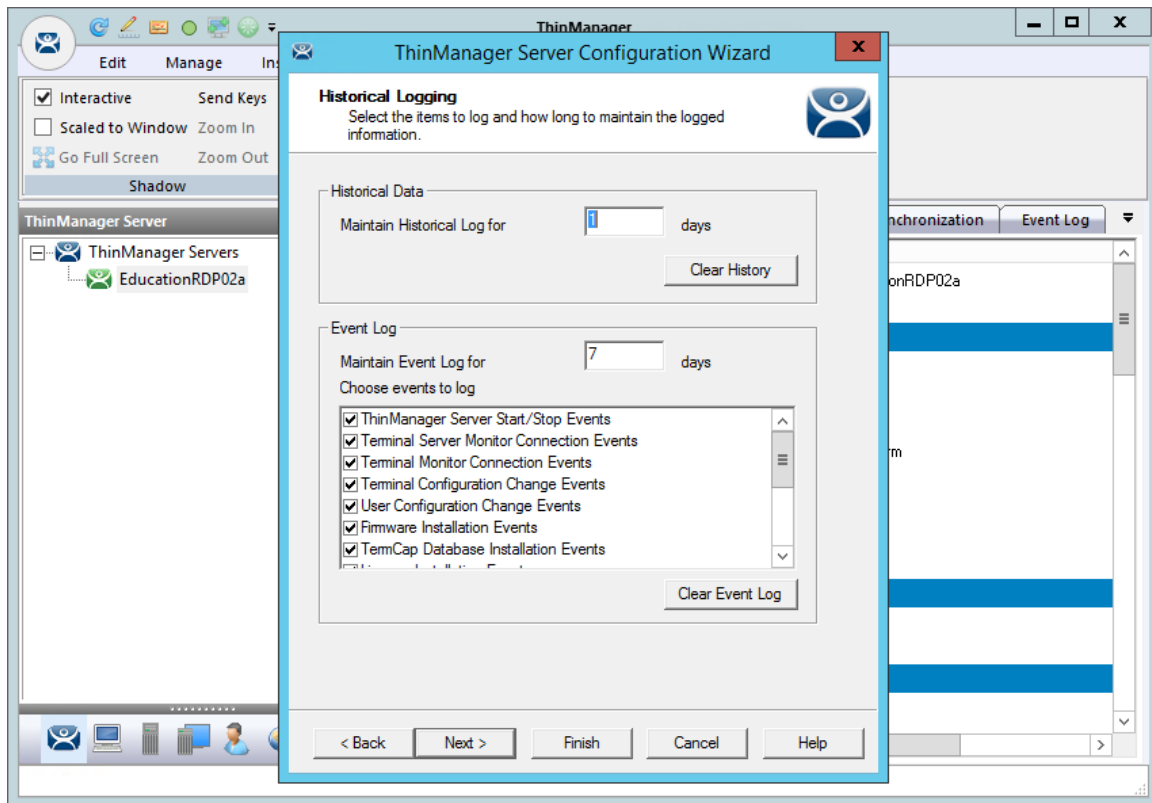 ThinManager
Edit Manage
Interactive Send Keys
Scaled to Window Zoom In
Go Full Screen Zoom Out
Shadow
ThinManager Server
ThinManager Servers
EducationRDP02a
ThinManager Server Configuration Wizard
Historical Logging
Select the items to log and how long to maintain the logged
information.
Historical Data
Maintain Historical Log for 1 days
Clear History
Event Log
Maintain Event Log for 7 days
Choose events to log
ThinManager Server Start/Stop Events
Terminal Server Monitor Connection Events
Terminal Monitor Connection Events
Terminal Configuration Change Events
User Configuration Change Events
Firmware Installation Events
TermCap Database Installation Events
Clear Event Log
< Back Next > Finish Cancel Help
nchronization Event Log
onRDP02a
rm